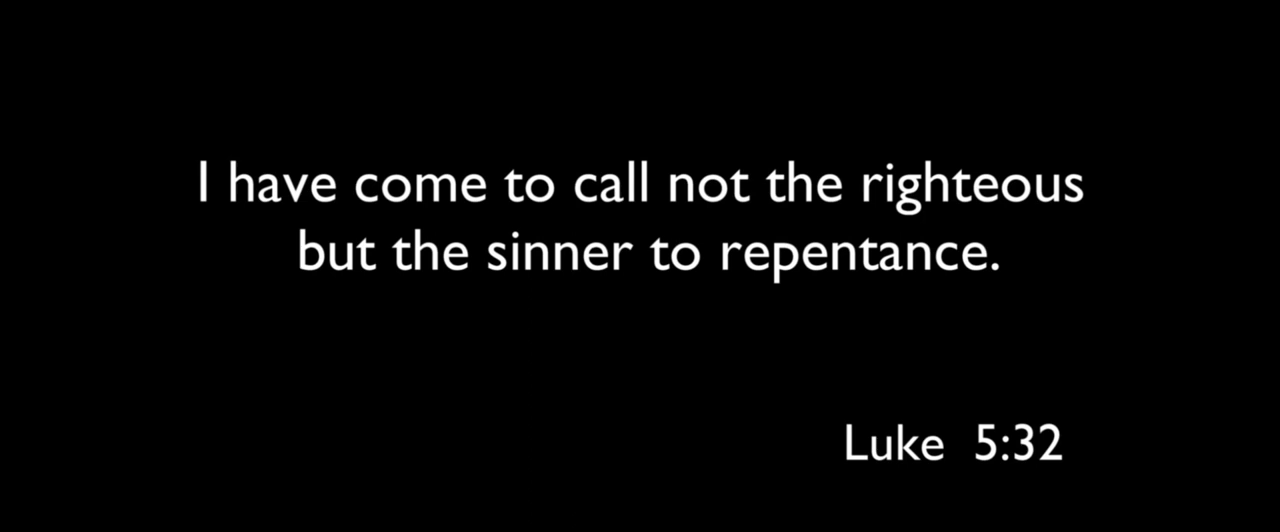 I have come to call not the righteous
but the sinner to repentance.
Luke 5:32